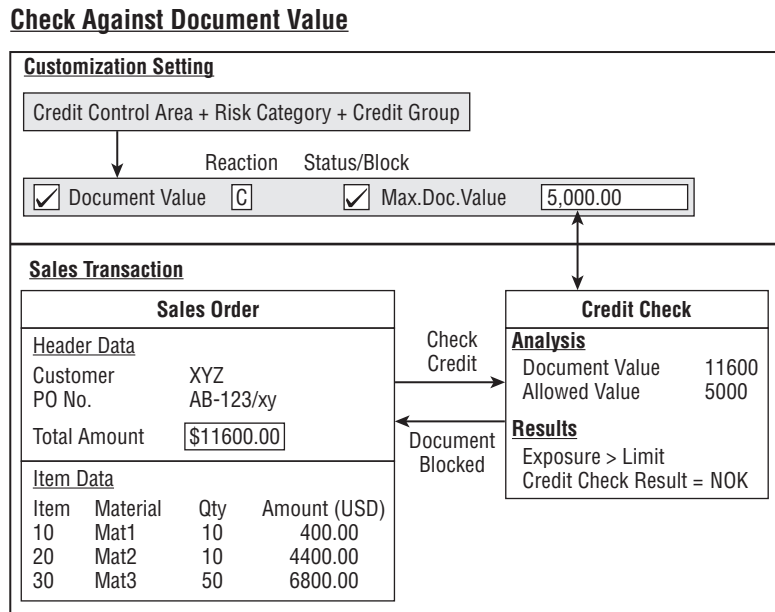 Check Against Document Value
Customization Setting
Credit Control Area + Risk Category + Credit Group
Reaction Status/Block
Document Value C Max.Doc.Value 5,000.00
Sales Transaction
Sales Order
Header Data
Customer XYZ
PO No. AB-123/xy
Total Amount $11600.00
Item Data
Item Material Qty Amount (USD)
10 Mat1 10 400.00
20 Mat2 10 4400.00
30 Mat3 50 6800.00
Check
Credit
Document
Blocked
Credit Check
Analysis
Document Value 11600
Allowed Value 5000
Results
Exposure > Limit
Credit Check Result = NOK